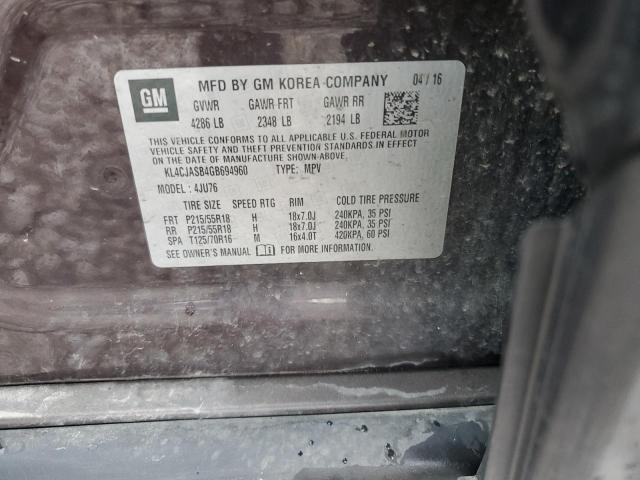 GM
MFD BY GM KOREA COMPANY 04/16
GVWR GAWR FRT GAWR RR
4286 LB 2348 LB 2194 LB
THIS VEHICLE CONFORMS TO ALL APPLICABLE U.S. FEDERAL MOTOR
VEHICLE SAFETY AND THEFT PREVENTION STANDARDS IN EFFECT
ON THE DATE OF MANUFACTURE SHOWN ABOVE.
KL4CJASB4GB694960 TYPE: MPV
MODEL: 4JU76
TIRE SIZE SPEED RTG RIM COLD TIRE PRESSURE
FRT P215/55R18 H 18x7.0J 240KPA, 35 PSI
RR P215/55R18 H 18x7.0J 240KPA, 35 PSI
SPA T125/70R16 M 16x4.0T 420KPA, 60 PSI
SEE OWNER'S MANUAL FOR MORE INFORMATION.